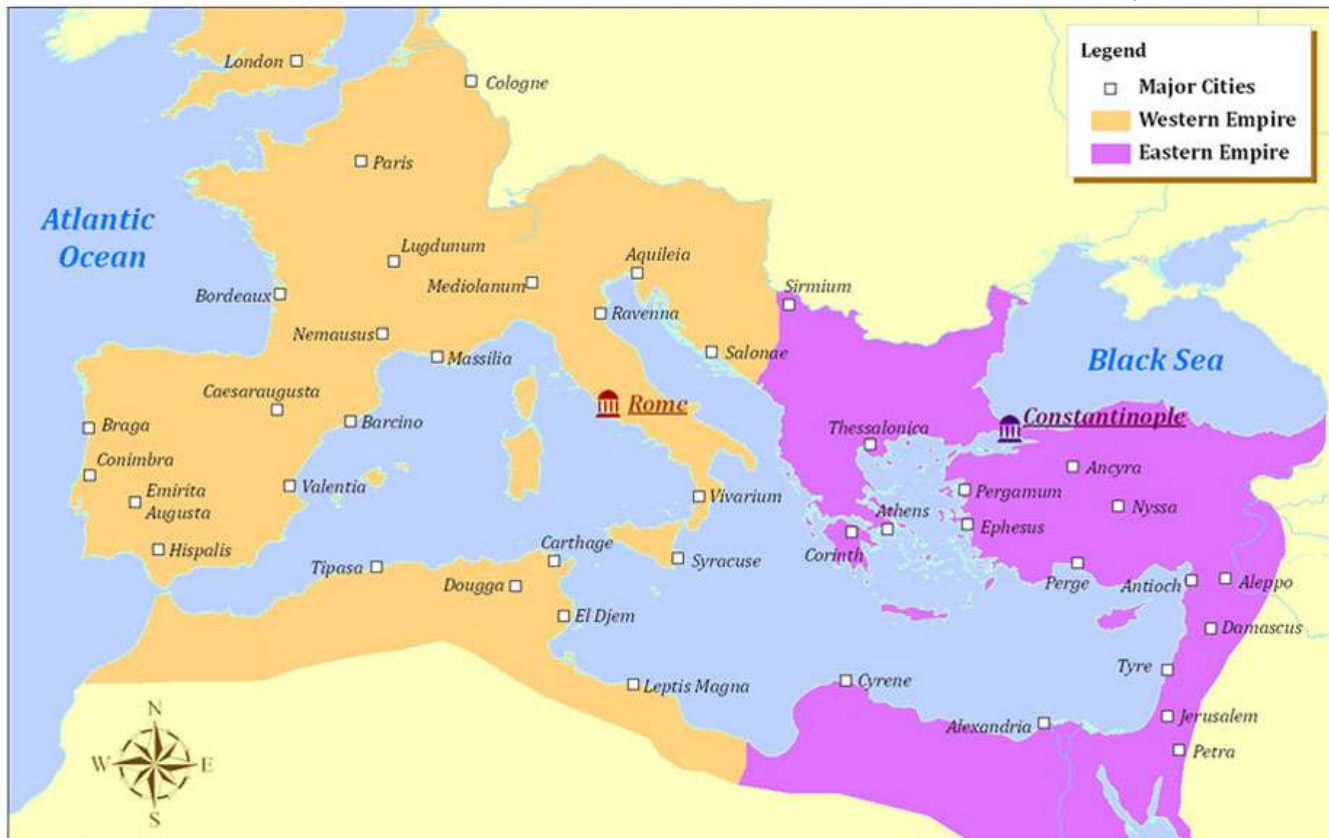 Legend
Major Cities
Western Empire
Eastern Empire
London
Cologne
Paris
Atlantic
Ocean
Lugdunum
Aquileia
Mediolanum
Sirmium
Bordeaux
Ravenna
Nemausus
Massilia
Salonae
Black Sea
Caesaraugusta
Rome
Constantinople
Braga
Barcino
Thessalonica
Conimbra
Ancyra
Emirita
Augusta
Valentia
Vivarium
Pergamum
Nyssa
Athens
Ephesus
Hispalis
Carthage
Corinth
Tipasa
Syracuse
Perge
Antioch
Aleppo
Dougga
El Djem
Damascus
Tyre
Leptis Magna
Cyrene
Alexandria
Jerusalem
Petra
N
W
E
S